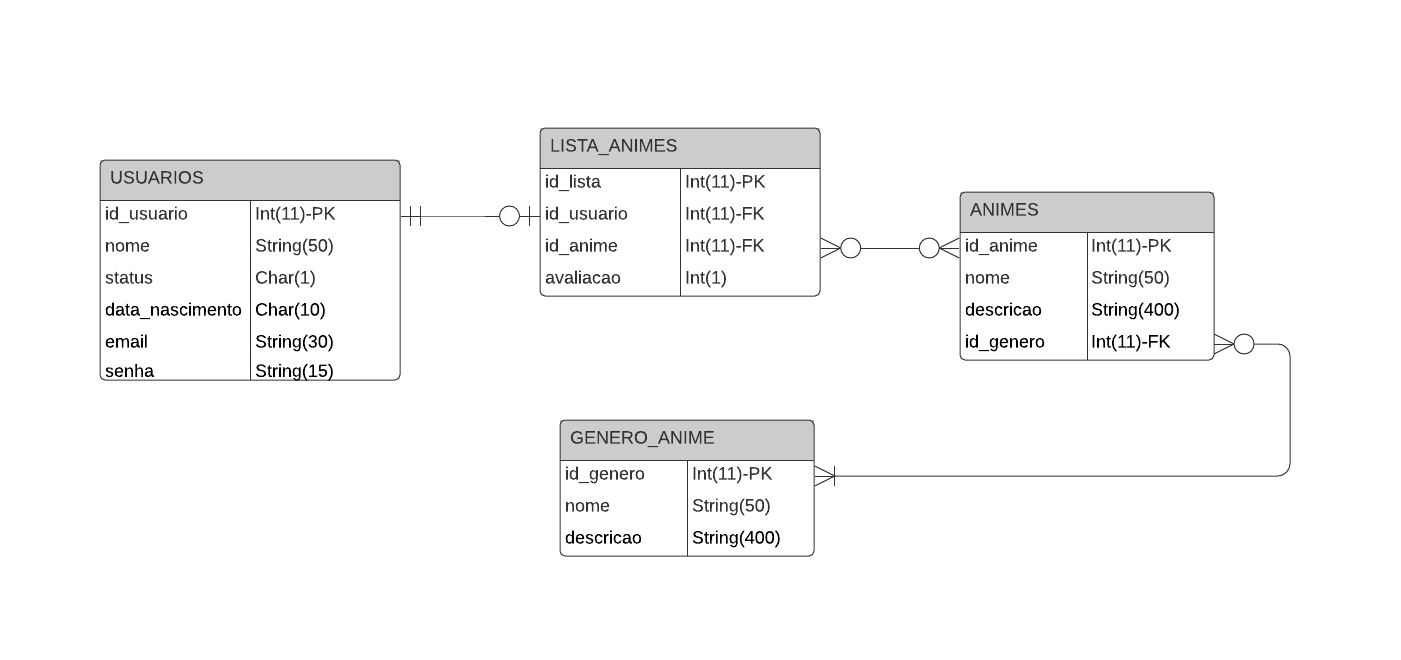 USUARIOS
id_usuario Int(11)-PK
nome String(50)
status Char(1)
data_nascimento Char(10)
email String(30)
senha String(15)
LISTA_ANIMES
id_lista Int(11)-PK
id_usuario Int(11)-FK
id_anime Int(11)-FK
avaliacao Int(1)
ANIMES
id_anime Int(11)-PK
nome String(50)
descricao String(400)
id_genero Int(11)-FK
GENERO_ANIME
id_genero Int(11)-PK
nome String(50)
descricao String(400)